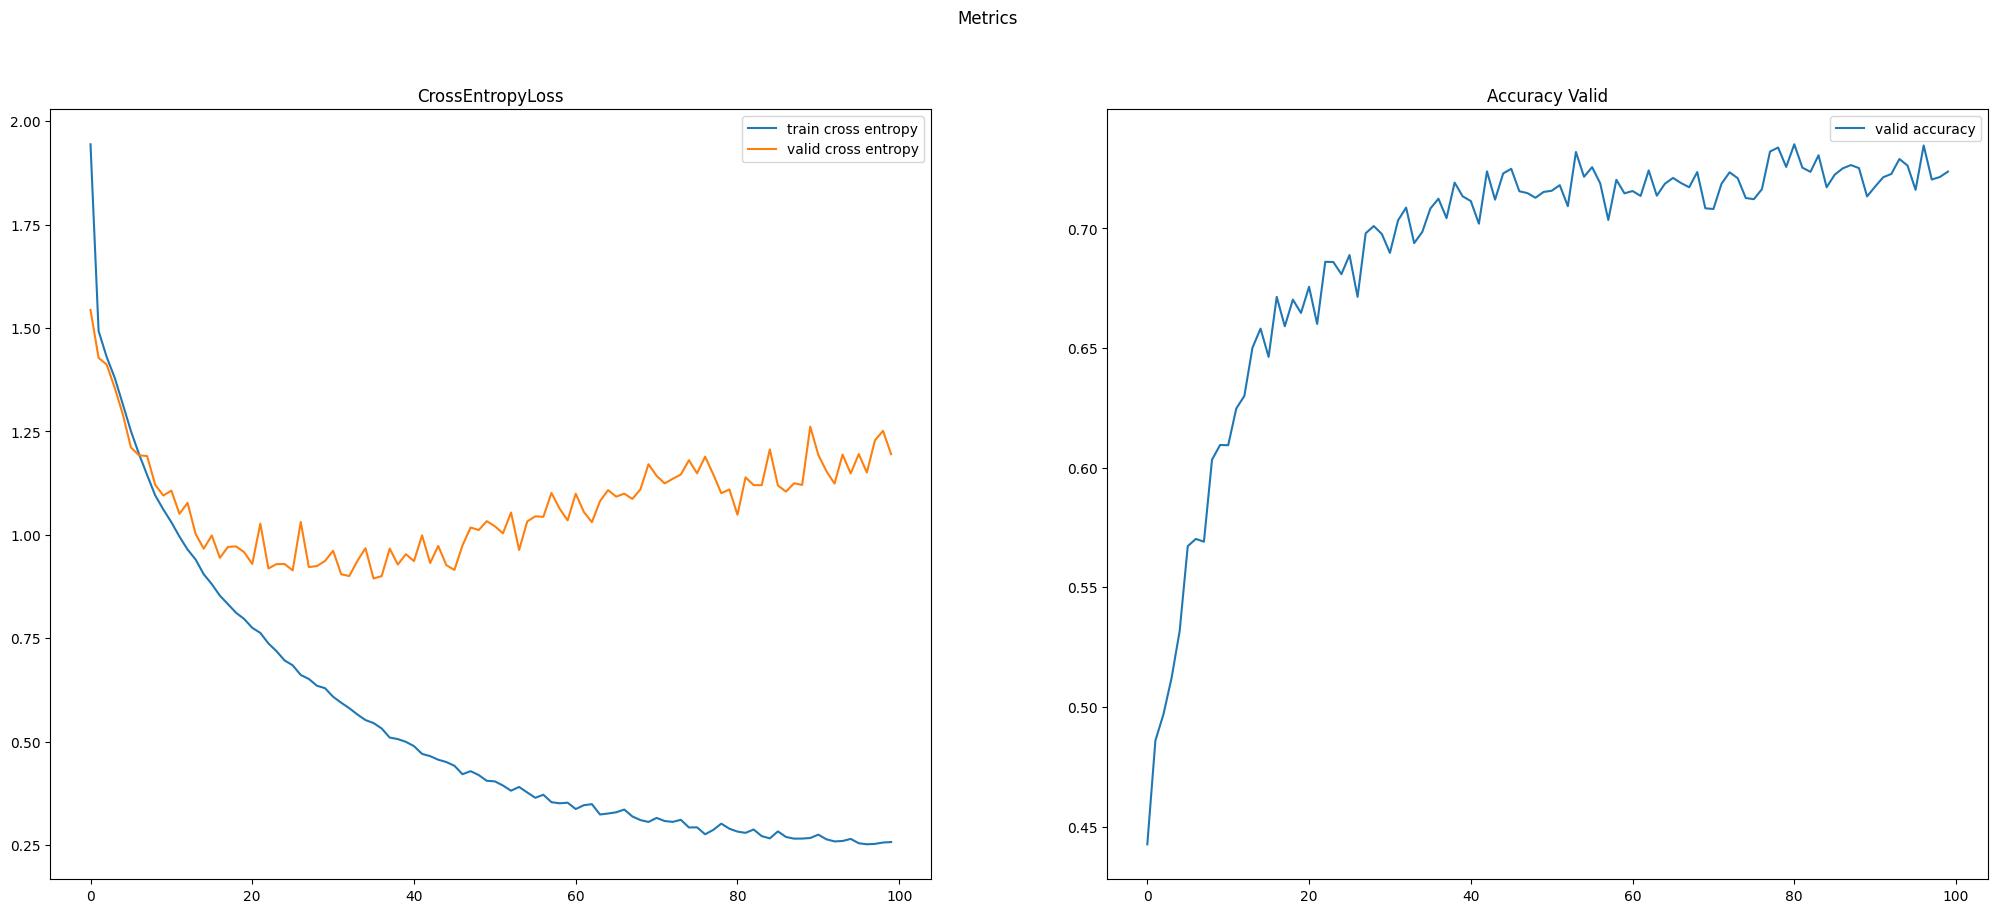 Metrics
CrossEntropyLoss
2.00
1.75
1.50
1.25
1.00
0.75
0.50
0.25
0 20 40 60 80 100
train cross entropy
valid cross entropy
Accuracy Valid
0.70
0.65
0.60
0.55
0.50
0.45
0 20 40 60 80 100
valid accuracy